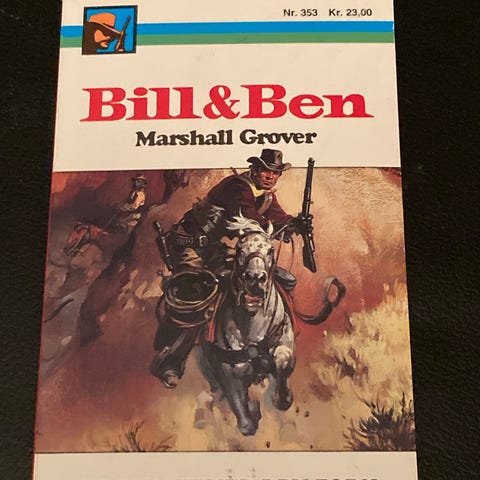 Nr. 353 Kr. 23,00
Bill&Ben
Marshall Grover